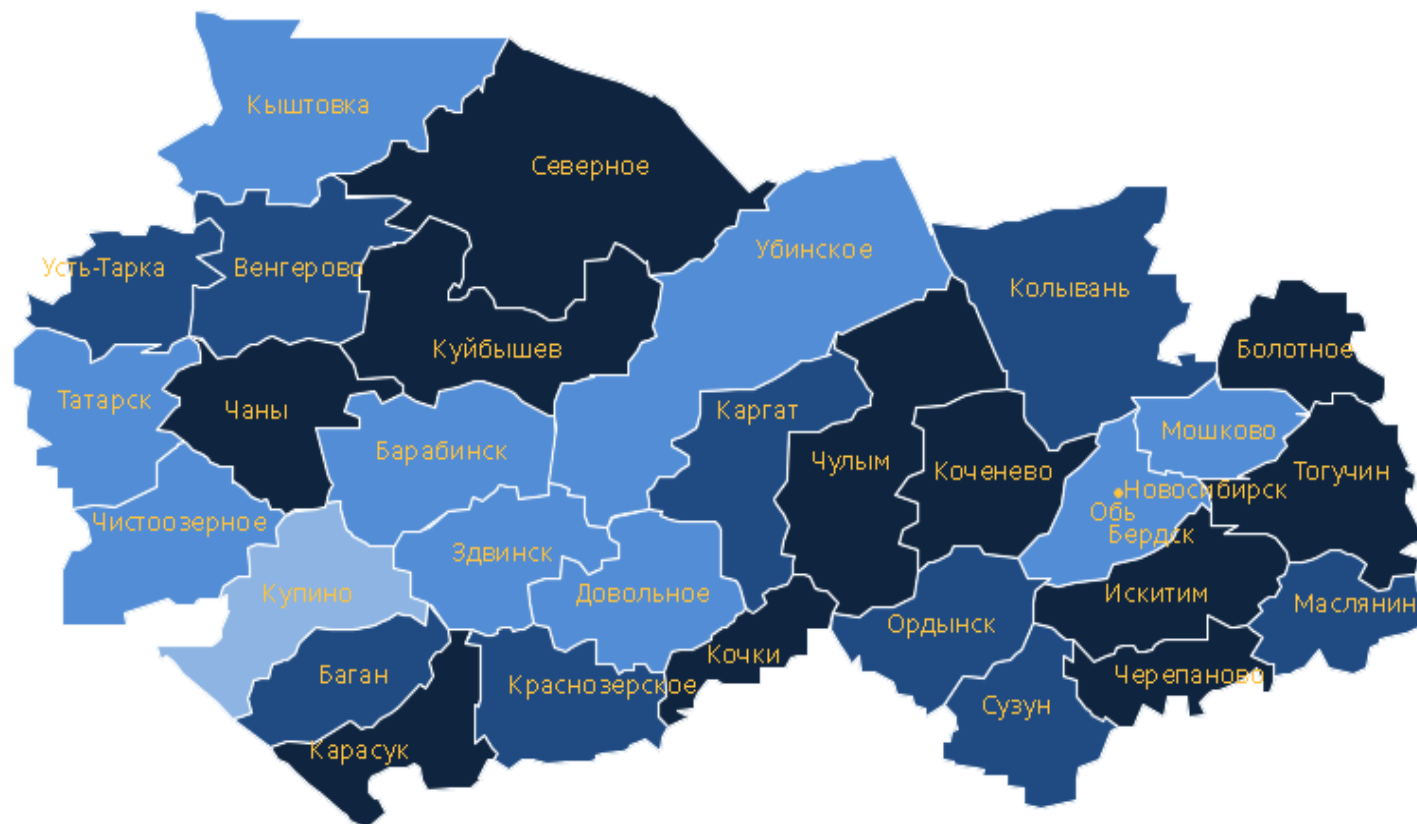 Кыштовка
Северное
Убинское
Усть-Тарка
Венгерово
Колывань
Куйбышев
Болотное
Татарск
Чаны
Каргат
Мошково
Барабинск
Чулым
Коченево
Тогучин
Новосибирск
Чистоозерное
Обь
Бердск
Здвинск
Купино
Довольное
Искитим
Маслянин
Ордынск
Кочки
Баган
Краснозерское
Черепаново
Сузун
Карасук